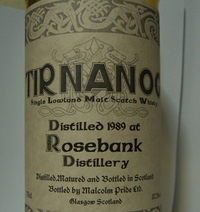 TIRNANOG
Single Lowland Malt Scotch Whisky
Distilled 1989 at
Rosebank
Distillery
Distilled, Matured and Bottled in Scotland
Bottled by Malcolm Pride Ltd.
Glasgow Scotland